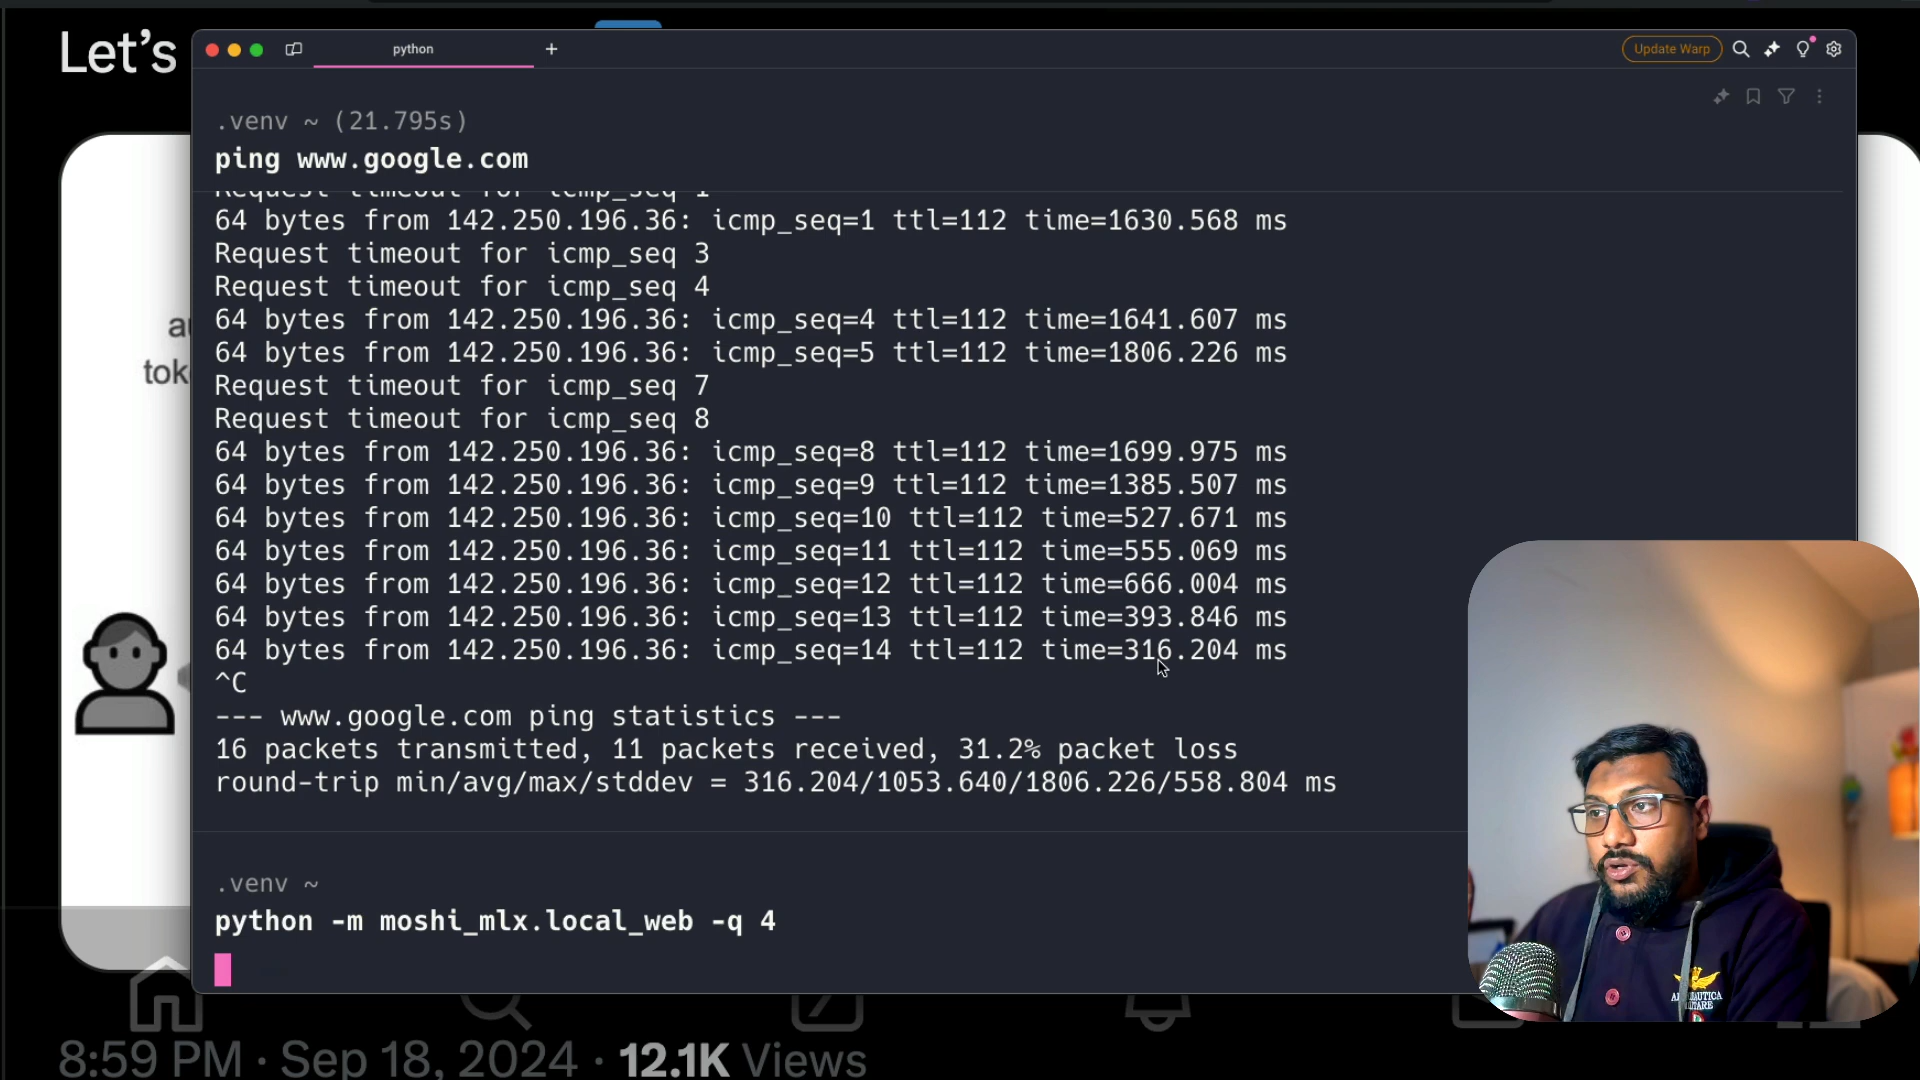 Let's
python
Update Warp
.venv ~ (21.795s)
ping www.google.com
Request timeout for icmp_seq 1
64 bytes from 142.250.196.36: icmp_seq=1 ttl=112 time=1630.568 ms
Request timeout for icmp_seq 3
Request timeout for icmp_seq 4
64 bytes from 142.250.196.36: icmp_seq=4 ttl=112 time=1641.607 ms
64 bytes from 142.250.196.36: icmp_seq=5 ttl=112 time=1806.226 ms
Request timeout for icmp_seq 7
Request timeout for icmp_seq 8
64 bytes from 142.250.196.36: icmp_seq=8 ttl=112 time=1699.975 ms
64 bytes from 142.250.196.36: icmp_seq=9 ttl=112 time=1385.507 ms
64 bytes from 142.250.196.36: icmp_seq=10 ttl=112 time=527.671 ms
64 bytes from 142.250.196.36: icmp_seq=11 ttl=112 time=555.069 ms
64 bytes from 142.250.196.36: icmp_seq=12 ttl=112 time=666.004 ms
64 bytes from 142.250.196.36: icmp_seq=13 ttl=112 time=393.846 ms
64 bytes from 142.250.196.36: icmp_seq=14 ttl=112 time=316.204 ms
^C
--- www.google.com ping statistics ---
16 packets transmitted, 11 packets received, 31.2% packet loss
round-trip min/avg/max/stddev = 316.204/1053.640/1806.226/558.804 ms
.venv ~
python -m moshi_mlx.local_web -q 4
8:59 PM · Sep 18, 2024 · 12.1K Views